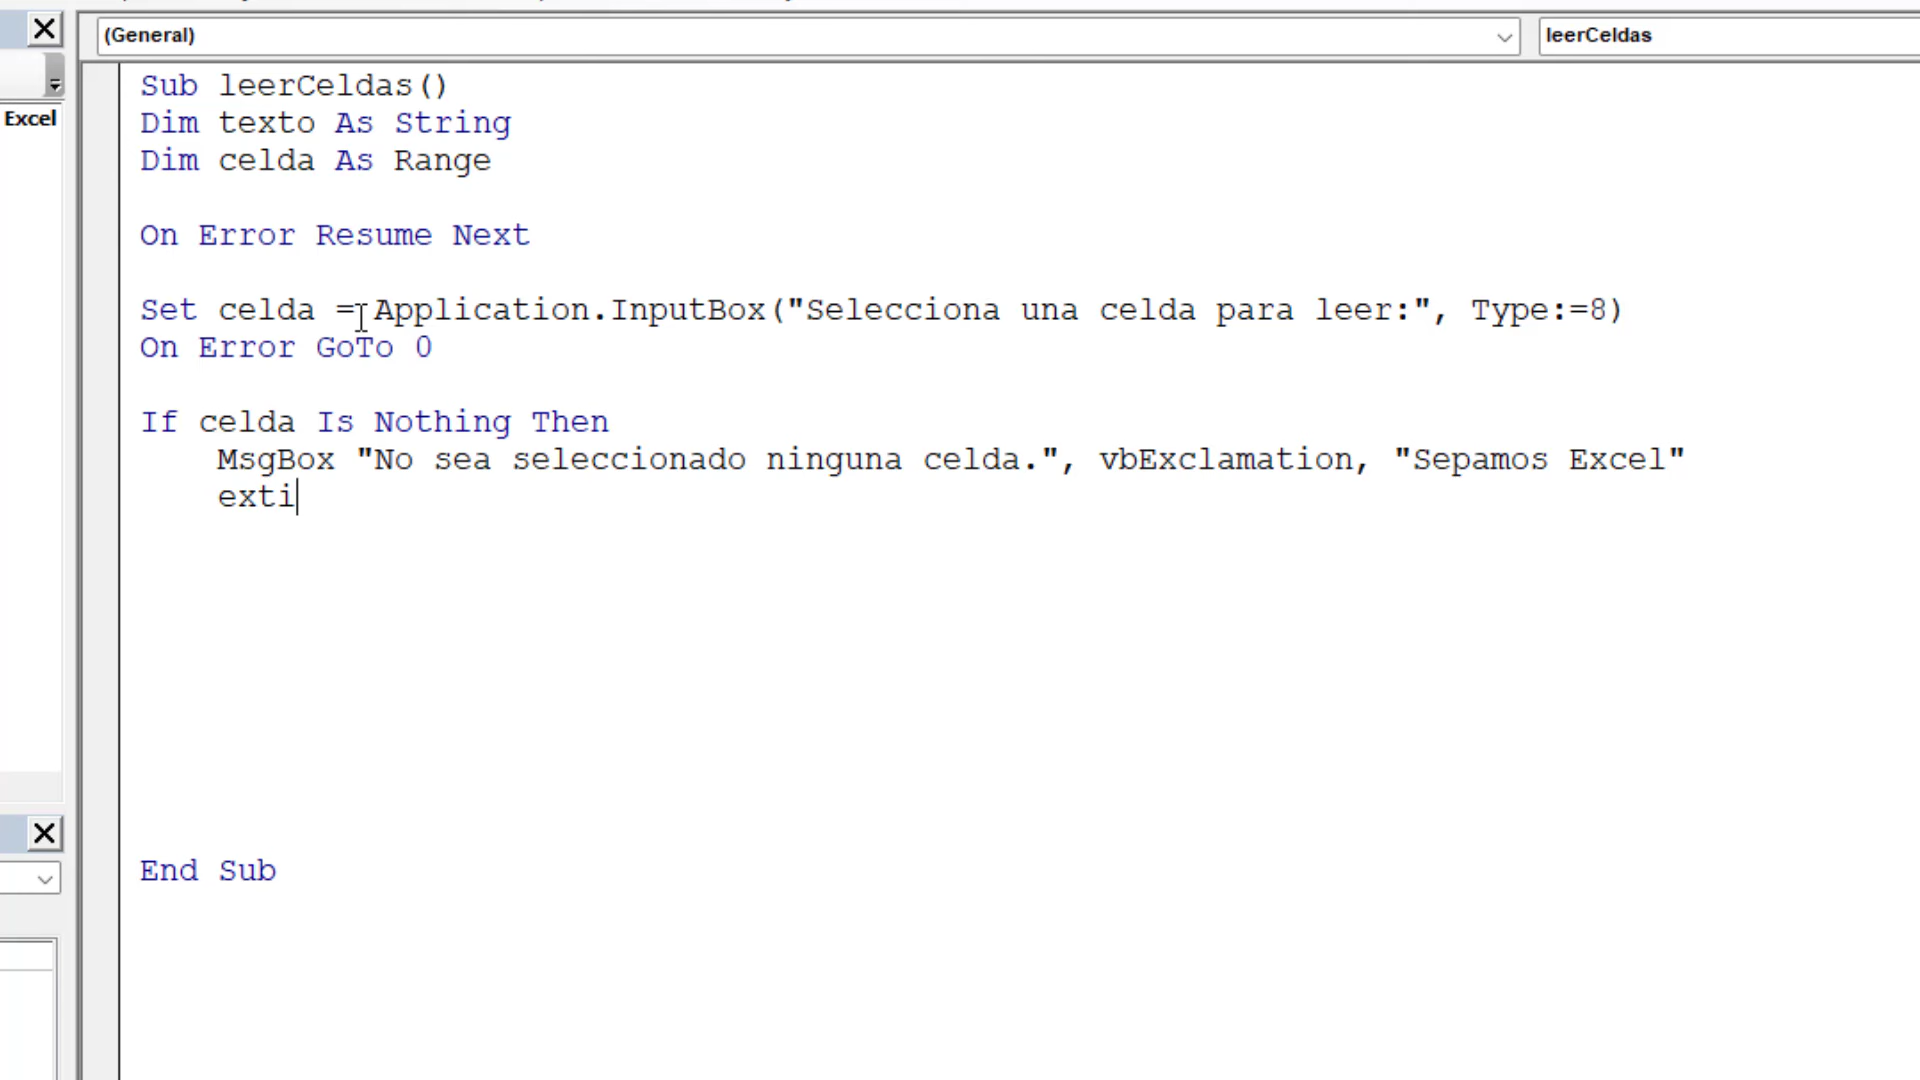 (General)
leerCeldas
Excel
Sub leerCeldas()
Dim texto As String
Dim celda As Range
On Error Resume Next
Set celda = Application.InputBox("Selecciona una celda para leer:", Type:=8)
On Error GoTo 0
If celda Is Nothing Then
MsgBox "No sea seleccionado ninguna celda.", vbExclamation, "Sepamos Excel"
exti
End Sub